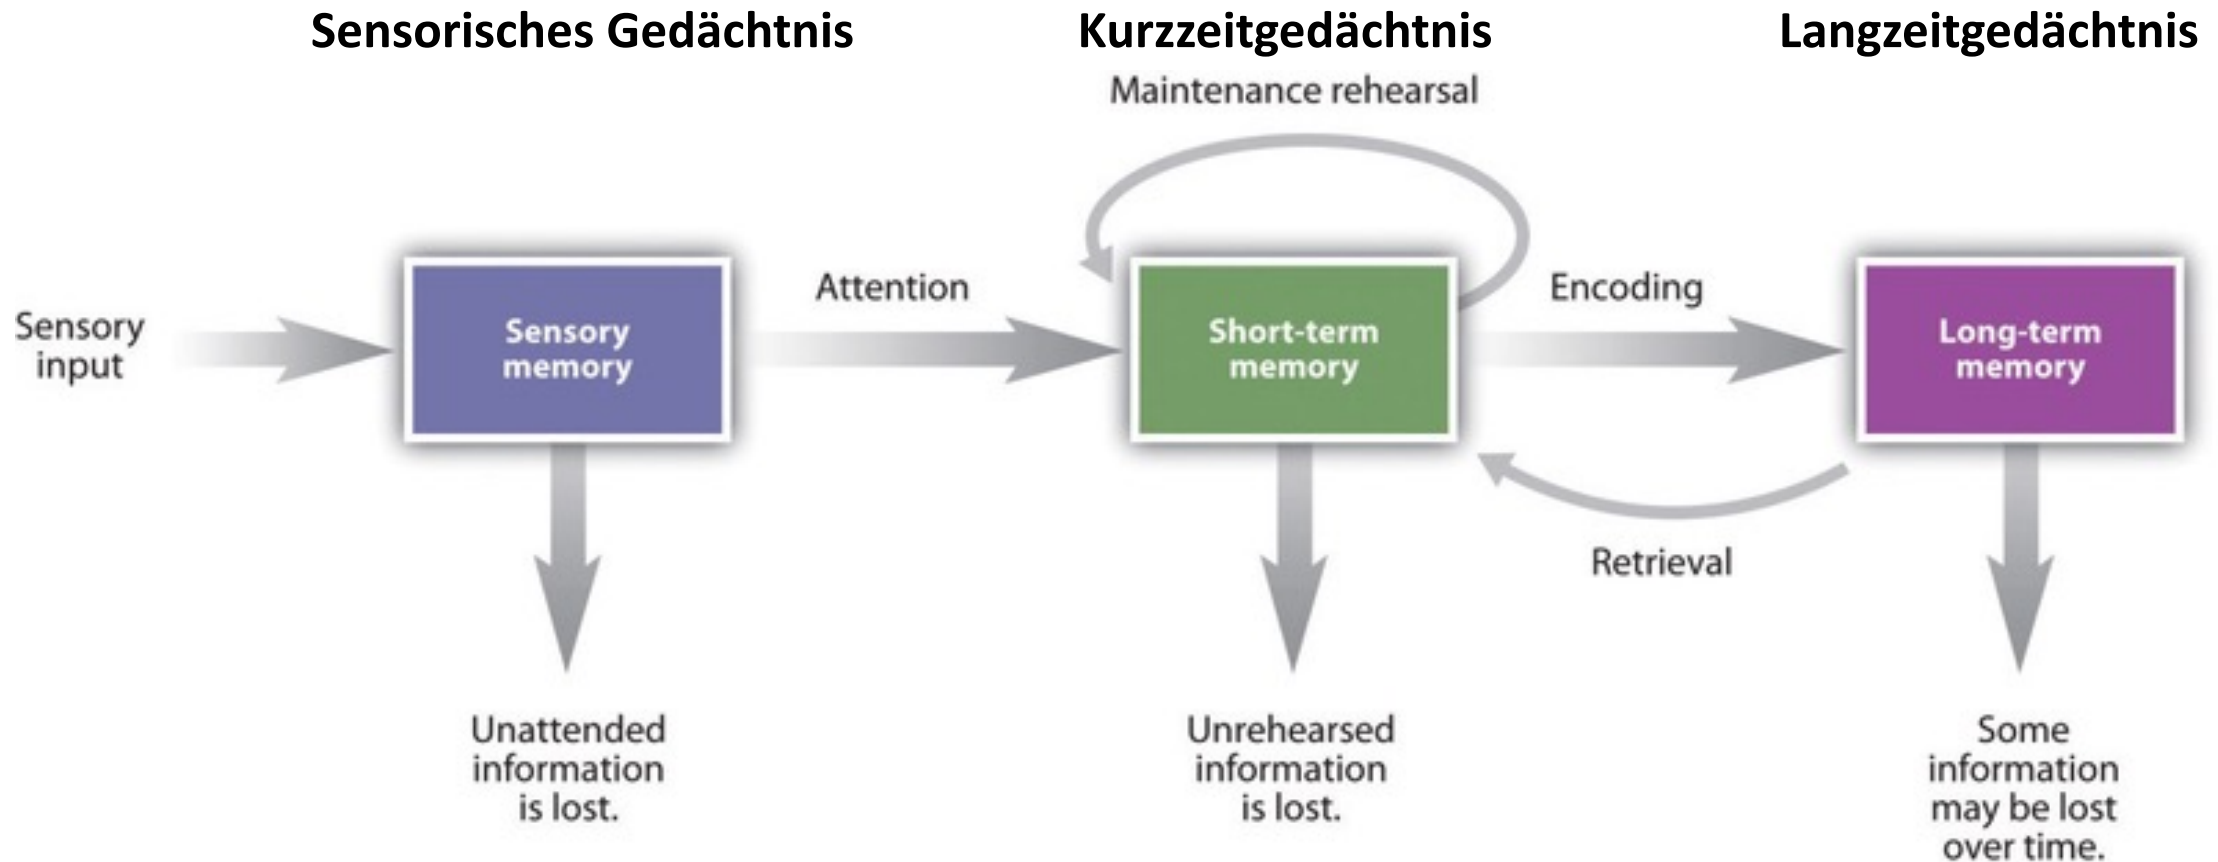 Sensorisches Gedächtnis
Kurzzeitgedächtnis
Langzeitgedächtnis
Maintenance rehearsal
Sensory
input
Sensory
memory
Attention
Short-term
memory
Encoding
Long-term
memory
Retrieval
Unattended
information
is lost.
Unrehearsed
information
is lost.
Some
information
may be lost
over time.